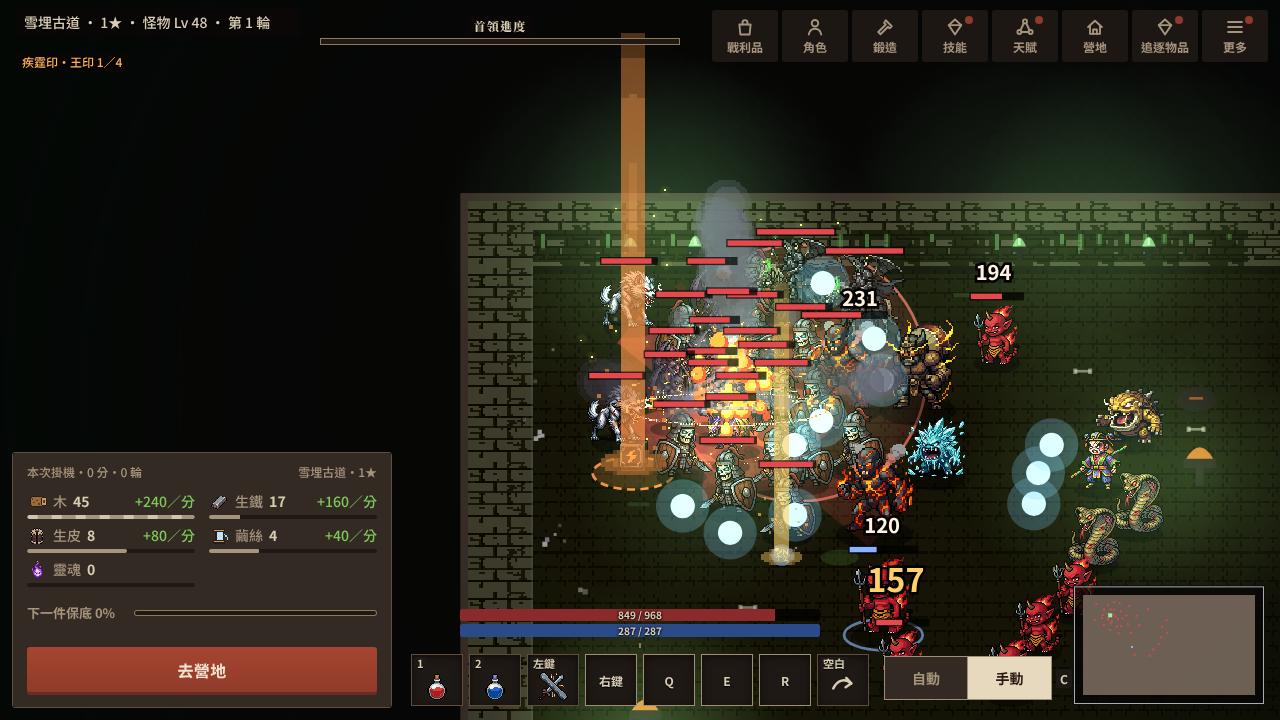 雪埋古道 · 1★ · 怪物 Lv 48 · 第 1 輪
首領進度
戰利品
角色
鍛造
技能
天賦
營地
追逐物品
更多
疾霆印·王印 1／4
194
231
120
157
本次掛機·0 分·0 輪
雪埋古道·1★
木 45 +240／分
生鐵 17 +160／分
生皮 8 +80／分
繭絲 4 +40／分
靈魂 0
下一件保底 0%
去營地
849 / 968
287 / 287
1
2
左鍵
右鍵
Q
E
R
空白
自動
手動
C